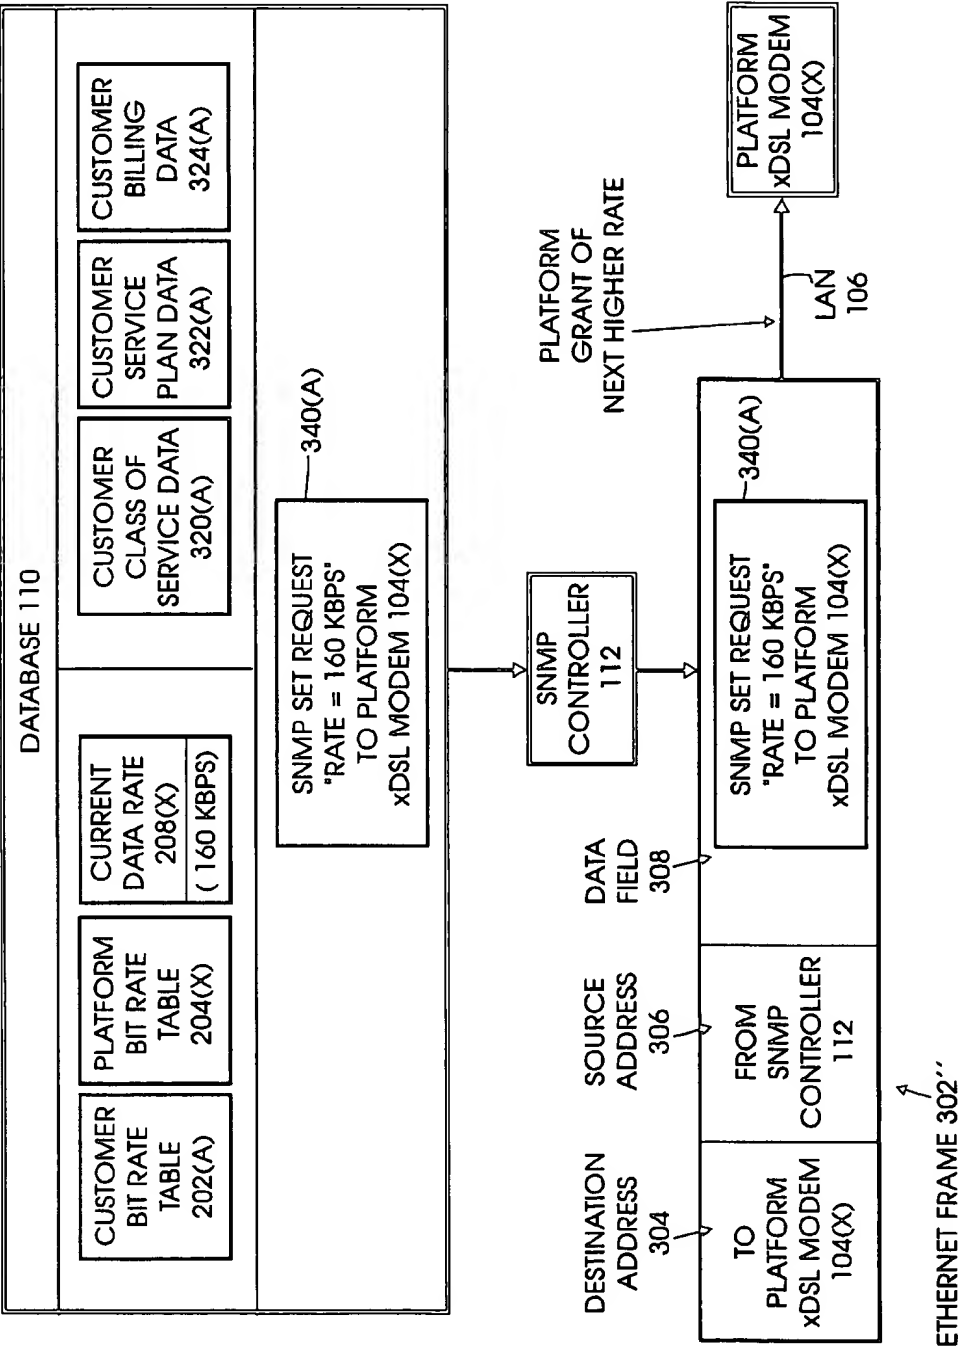 DATABASE 110
CUSTOMER
BIT RATE
TABLE
202(A)
PLATFORM
BIT RATE
TABLE
204(X)
CURRENT
DATA RATE
208(X)
( 160 KBPS)
CUSTOMER
CLASS OF
SERVICE DATA
320(A)
CUSTOMER
SERVICE
PLAN DATA
322(A)
CUSTOMER
BILLING
DATA
324(A)
SNMP SET REQUEST
"RATE = 160 KBPS"
TO PLATFORM
xDSL MODEM 104(X)
340(A)
SNMP
CONTROLLER
112
DESTINATION
ADDRESS
304
SOURCE
ADDRESS
306
DATA
FIELD
308
PLATFORM
GRANT OF
NEXT HIGHER RATE
TO
PLATFORM
xDSL MODEM
104(X)
FROM
SNMP
CONTROLLER
112
SNMP SET REQUEST
"RATE = 160 KBPS"
TO PLATFORM
xDSL MODEM 104(X)
340(A)
LAN
106
PLATFORM
xDSL MODEM
104(X)
ETHERNET FRAME 302''